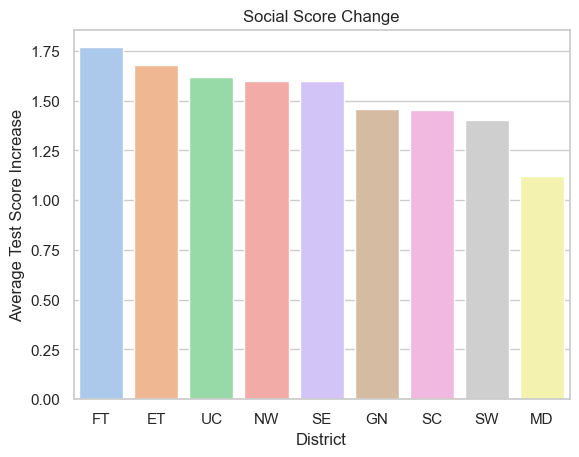 Social Score Change
Average Test Score Increase
1.75
1.50
1.25
1.00
0.75
0.50
0.25
0.00
FT ET UC NW SE GN SC SW MD
District